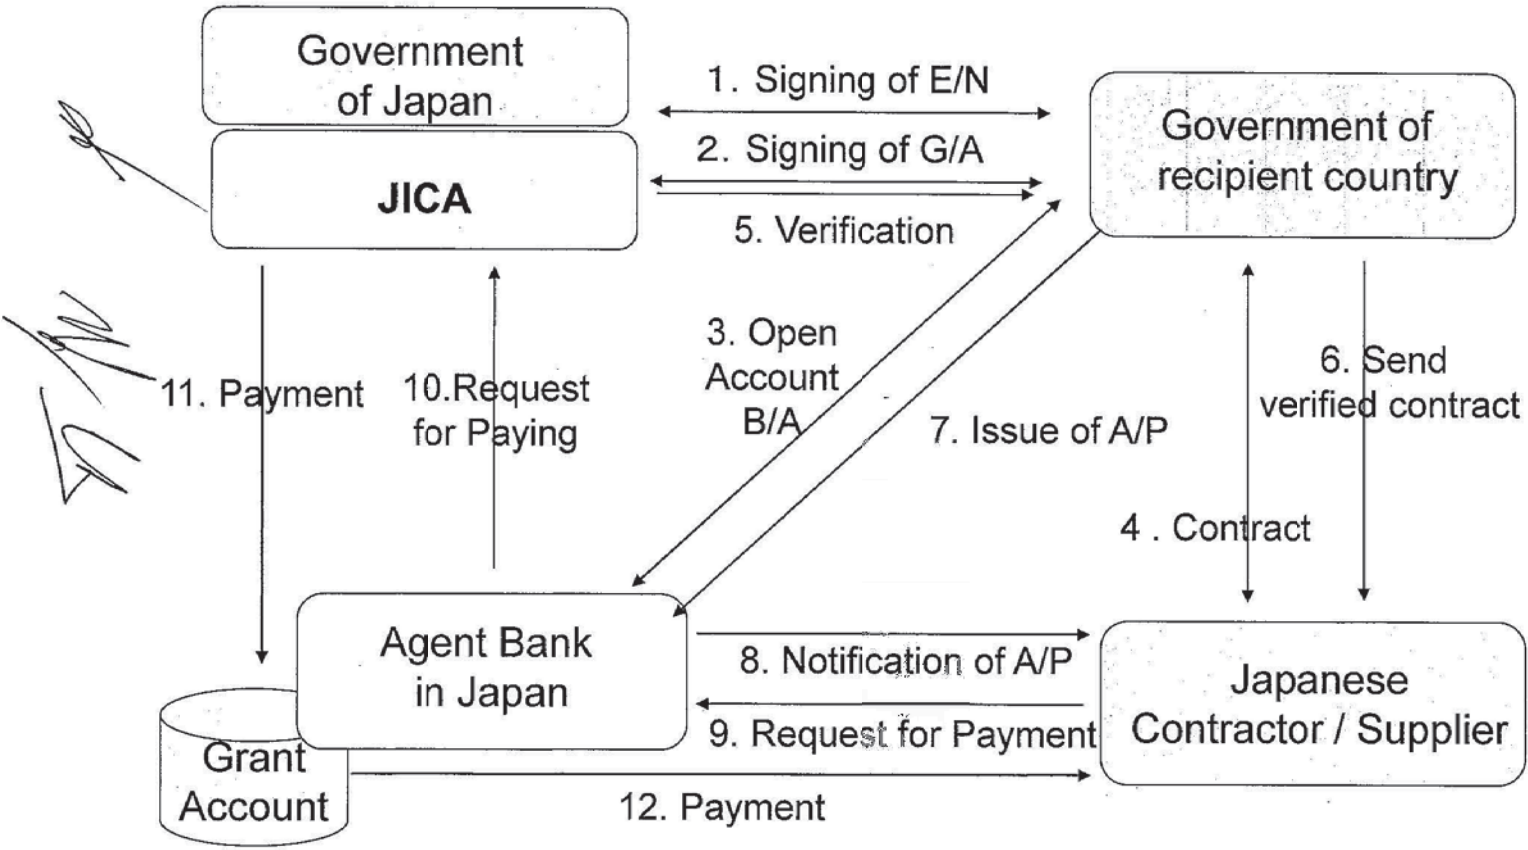 Government
of Japan
JICA
1. Signing of E/N
2. Signing of G/A
5. Verification
Government of
recipient country
3. Open
Account
B/A
7. Issue of A/P
6. Send
verified contract
4 . Contract
11. Payment
10.Request
for Paying
Agent Bank
in Japan
Grant
Account
8. Notification of A/P
9. Request for Payment
12. Payment
Japanese
Contractor / Supplier